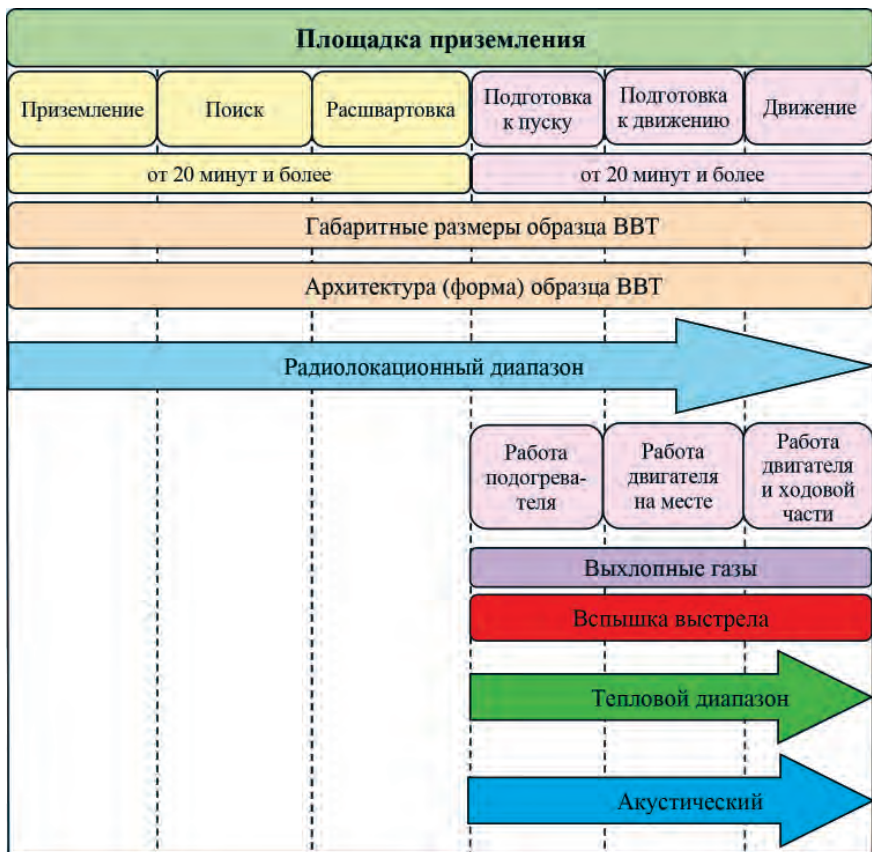 Площадка приземления
Приземление
Поиск
Расшвартовка
Подготовка
к пуску
Подготовка
к движению
Движение
от 20 минут и более
от 20 минут и более
Габаритные размеры образца ВВТ
Архитектура (форма) образца ВВТ
Радиолокационный диапазон
Работа
подогрева-
теля
Работа
двигателя
на месте
Работа
двигателя
и ходовой
части
Выхлопные газы
Вспышка выстрела
Тепловой диапазон
Акустический